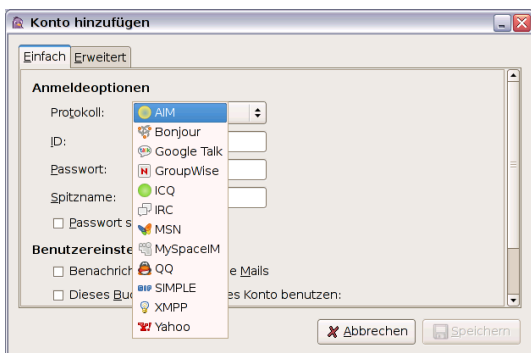 Konto hinzufügen
Einfach Erweitert
Anmeldeoptionen
Protokoll: AIM
Bonjour
ID:
Google Talk
Passwort: GroupWise
ICQ
Spitzname: IRC
Passwort s
MSN
Benutzereinste MySpaceIM
Benachrich QQ e Mails
SIMPLE
Dieses Bud es Konto benutzen:
XMPP
Yahoo
Abbrechen Speichern